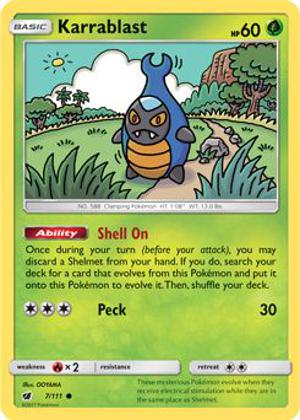 BASIC Karrablast HP60
NO. 588 Clamping Pokémon HT: 1'08" WT: 13.0 lbs.
Ability Shell On
Once during your turn (before your attack), you may
discard a Shelmet from your hand. If you do, search your
deck for a card that evolves from this Pokémon and put it
onto this Pokémon to evolve it. Then, shuffle your deck.
Peck 30
weakness ×2 resistance retreat
Illus. OOYAMA
7/111
©2017 Pokémon
These mysterious Pokémon evolve when they
receive electrical stimulation while they are
in the same place as Shelmet.